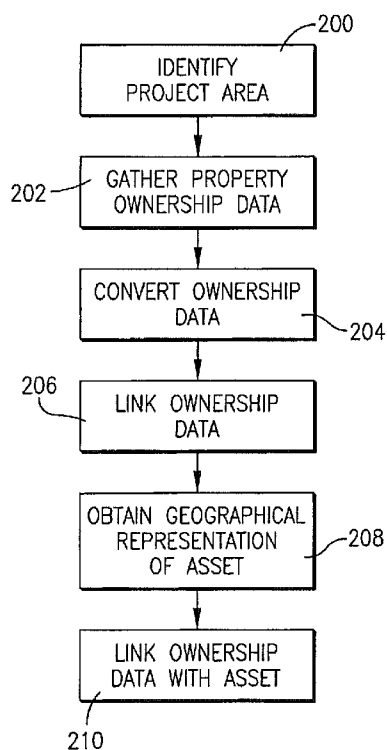 200
IDENTIFY
PROJECT AREA
202
GATHER PROPERTY
OWNERSHIP DATA
CONVERT OWNERSHIP
DATA
204
206
LINK OWNERSHIP
DATA
OBTAIN GEOGRAPHICAL
REPRESENTATION
OF ASSET
208
LINK OWNERSHIP
DATA WITH ASSET
210